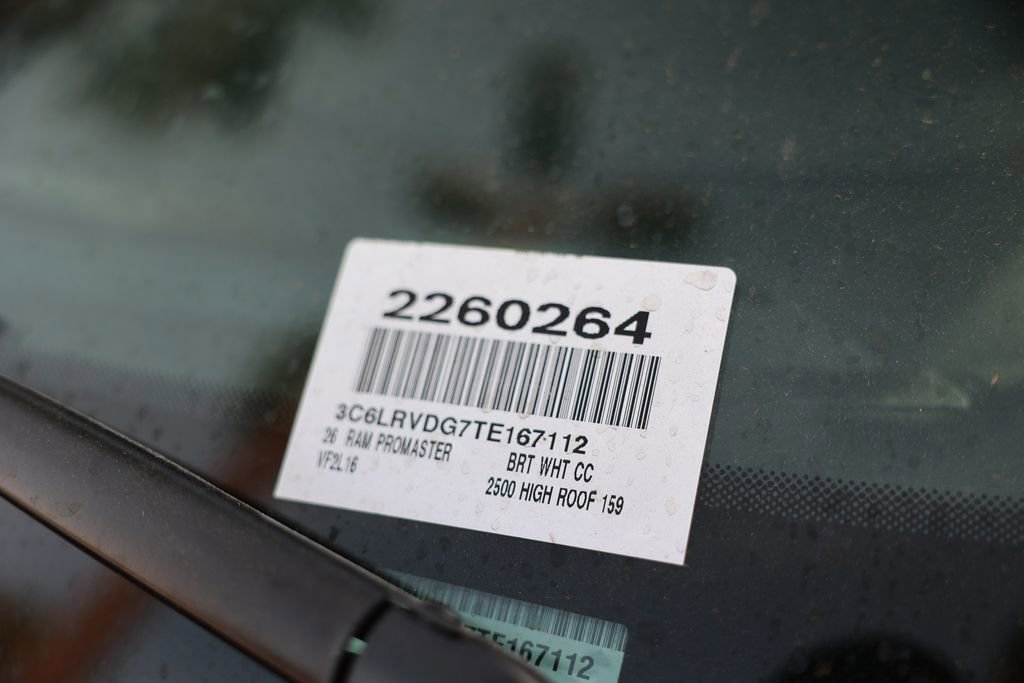 2260264
3C6LRVDG7TE167112
26 RAM PROMASTER BRT WHT CC
VF2L16 2500 HIGH ROOF 159
TE167112